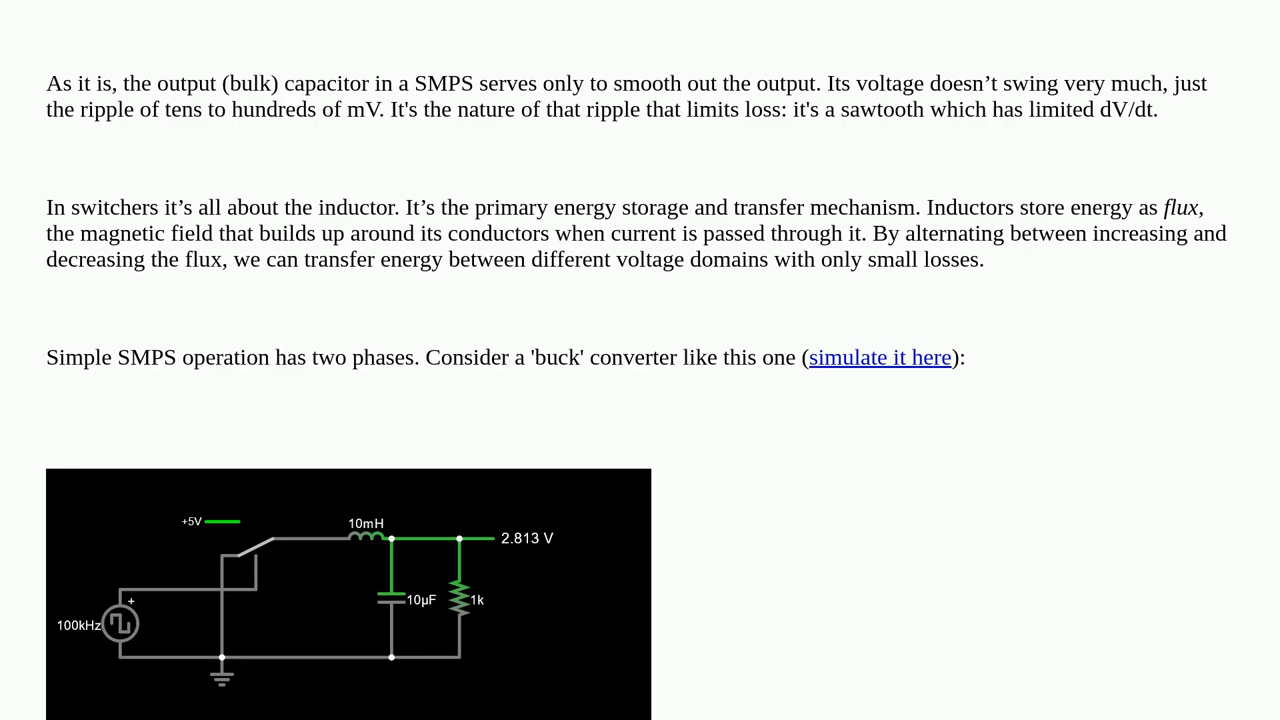 As it is, the output (bulk) capacitor in a SMPS serves only to smooth out the output. Its voltage doesn’t swing very much, just
the ripple of tens to hundreds of mV. It's the nature of that ripple that limits loss: it's a sawtooth which has limited dV/dt.
In switchers it’s all about the inductor. It’s the primary energy storage and transfer mechanism. Inductors store energy as flux,
the magnetic field that builds up around its conductors when current is passed through it. By alternating between increasing and
decreasing the flux, we can transfer energy between different voltage domains with only small losses.
Simple SMPS operation has two phases. Consider a 'buck' converter like this one (simulate it here):
+5V
10mH
2.813 V
+
10μF
1k
100kHz